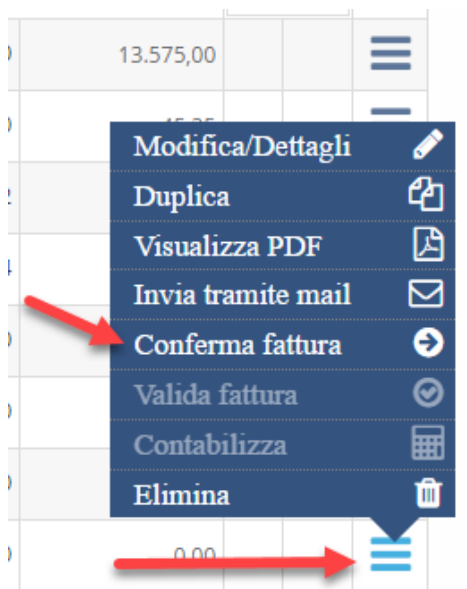 13.575,00
Modifica/Dettagli
Duplica
Visualizza PDF
Invia tramite mail
Conferma fattura
Valida fattura
Contabilizza
Elimina
0,00